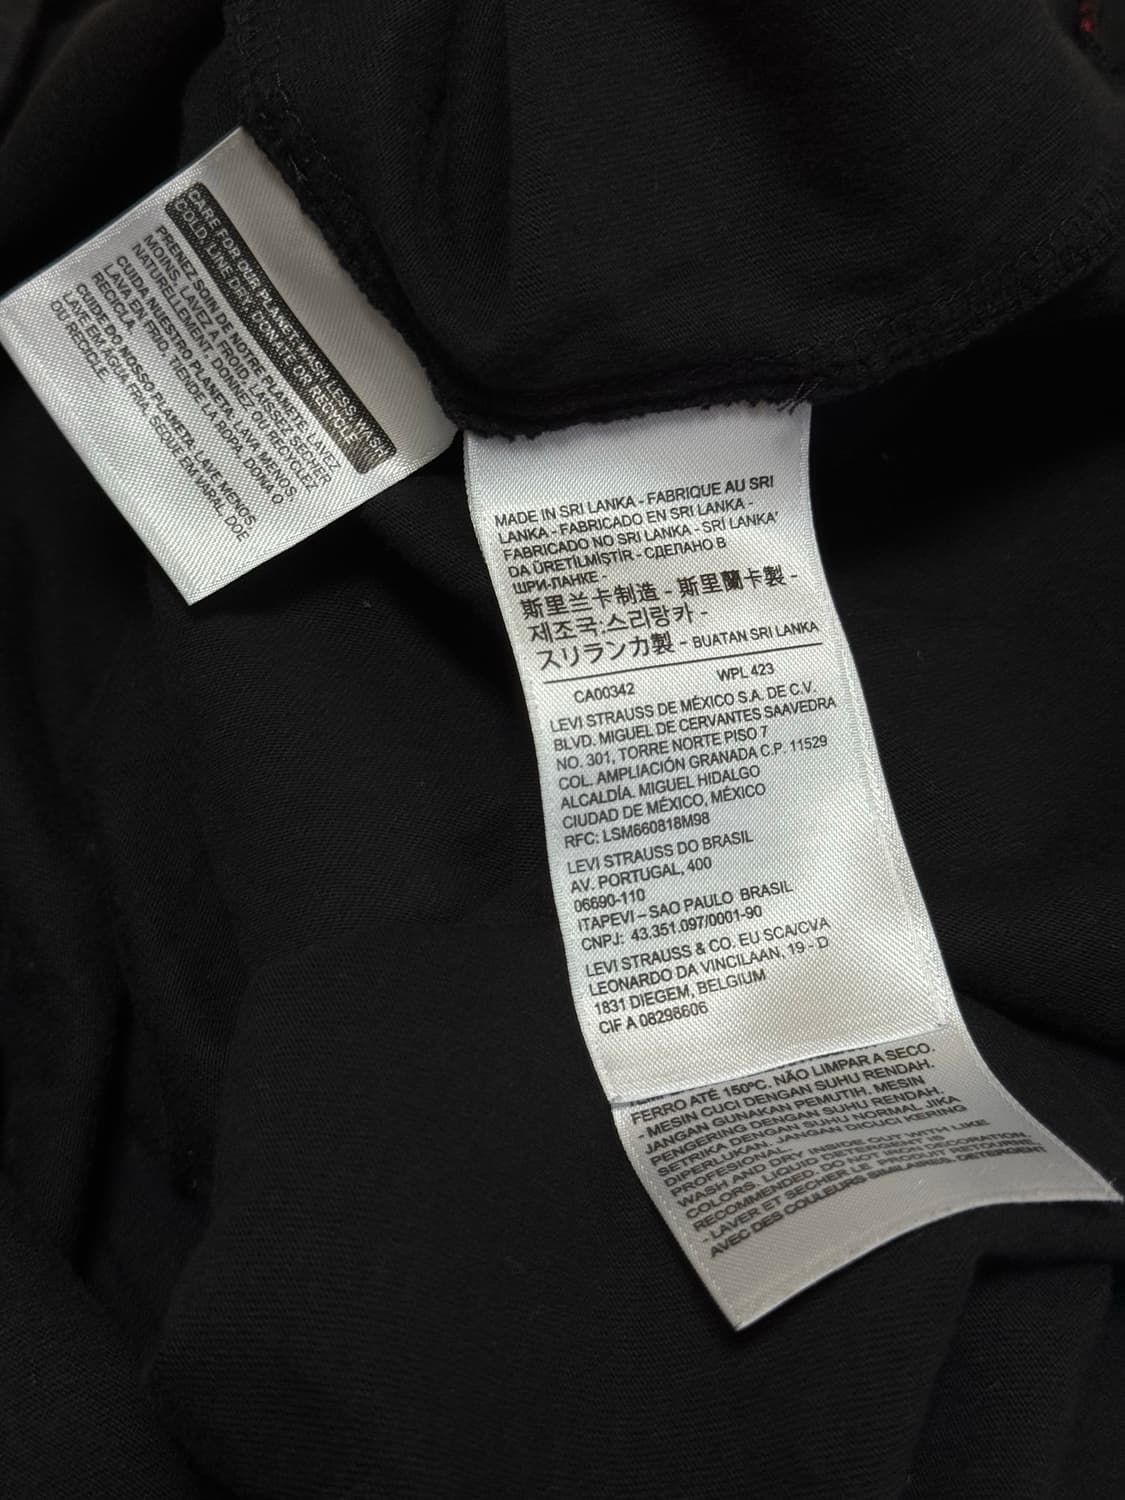 CARE FOR OUR PLANET: WASH LESS, WASH
COLD, LINE DRY, DONATE OR RECYCLE
PRENEZ SOIN DE NOTRE PLANÈTE, LAVEZ
MOINS, LAVEZ À FROID, LAISSEZ SÉCHER
NATURELLEMENT, DONNEZ OU RECYCLEZ
CUIDA NUESTRO PLANETA, LAVA MENOS,
LAVA EN FRIO, TIENDE LA ROPA, DONA O
RECICLA.
CUIDE DO NOSSO PLANETA: LAVE MENOS,
LAVE EM ÁGUA FRIA, SEQUE EM VARAL, DOE
OU RECICLE.
MADE IN SRI LANKA - FABRIQUE AU SRI
LANKA - FABRICADO EN SRI LANKA -
FABRICADO NO SRI LANKA - SRİ LANKA'
DA ÜRETİLMİŞTİR - СДЕЛАНО В
ШРИ-ЛАНКЕ -
斯里兰卡制造 - 斯里蘭卡製 -
제조국:스리랑카 -
スリランカ製 - BUATAN SRI LANKA
CA00342 WPL 423
LEVI STRAUSS DE MÉXICO S.A. DE C.V.
BLVD. MIGUEL DE CERVANTES SAAVEDRA
NO. 301, TORRE NORTE PISO 7
COL. AMPLIACIÓN GRANADA C.P. 11529
ALCALDÍA. MIGUEL HIDALGO
CIUDAD DE MÉXICO, MÉXICO
RFC: LSM660818M98
LEVI STRAUSS DO BRASIL
AV. PORTUGAL, 400
06690-110
ITAPEVI – SAO PAULO BRASIL
CNPJ: 43.351.097/0001-90
LEVI STRAUSS & CO. EU SCA/CVA
LEONARDO DA VINCILAAN, 19 - D
1831 DIEGEM, BELGIUM
CIF A 08298606
FERRO ATÉ 150ºC. NÃO LIMPAR A SECO.
- MESIN CUCI DENGAN SUHU RENDAH.
JANGAN GUNAKAN PEMUTIH. MESIN
PENGERING DENGAN SUHU RENDAH.
SETRIKA DENGAN SUHU NORMAL JIKA
DIPERLUKAN. JANGAN DICUCI KERING
PROFESIONAL.
WASH AND DRY INSIDE OUT WITH LIKE
COLORS. LIQUID DETERGENT IS
RECOMMENDED. DO NOT IRON DECORATION
- LAVER ET SÉCHER LE PRODUIT RETOURNÉ
AVEC DES COULEURS SIMILAIRES. DÉTERGENT